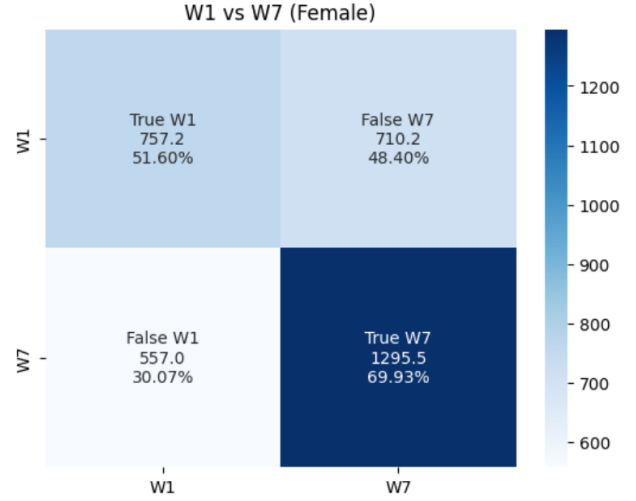 W1 vs W7 (Female)
W1
True W1
757.2
51.60%
False W7
710.2
48.40%
W7
False W1
557.0
30.07%
True W7
1295.5
69.93%
W1
W7
1200
1100
1000
900
800
700
600